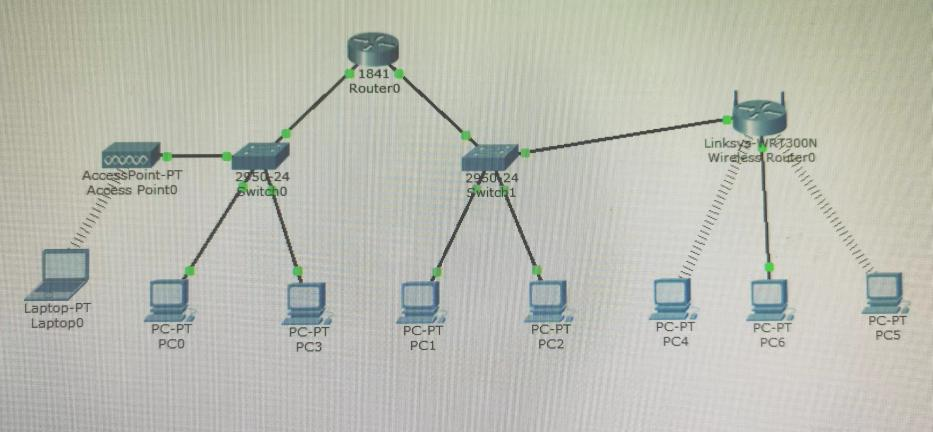 1841
Router0
Linksys-WRT300N
Wireless Router0
AccessPoint-PT
Access Point0
2950-24
Switch0
2950-24
Switch1
Laptop-PT
Laptop0
PC-PT
PC0
PC-PT
PC3
PC-PT
PC1
PC-PT
PC2
PC-PT
PC4
PC-PT
PC6
PC-PT
PC5